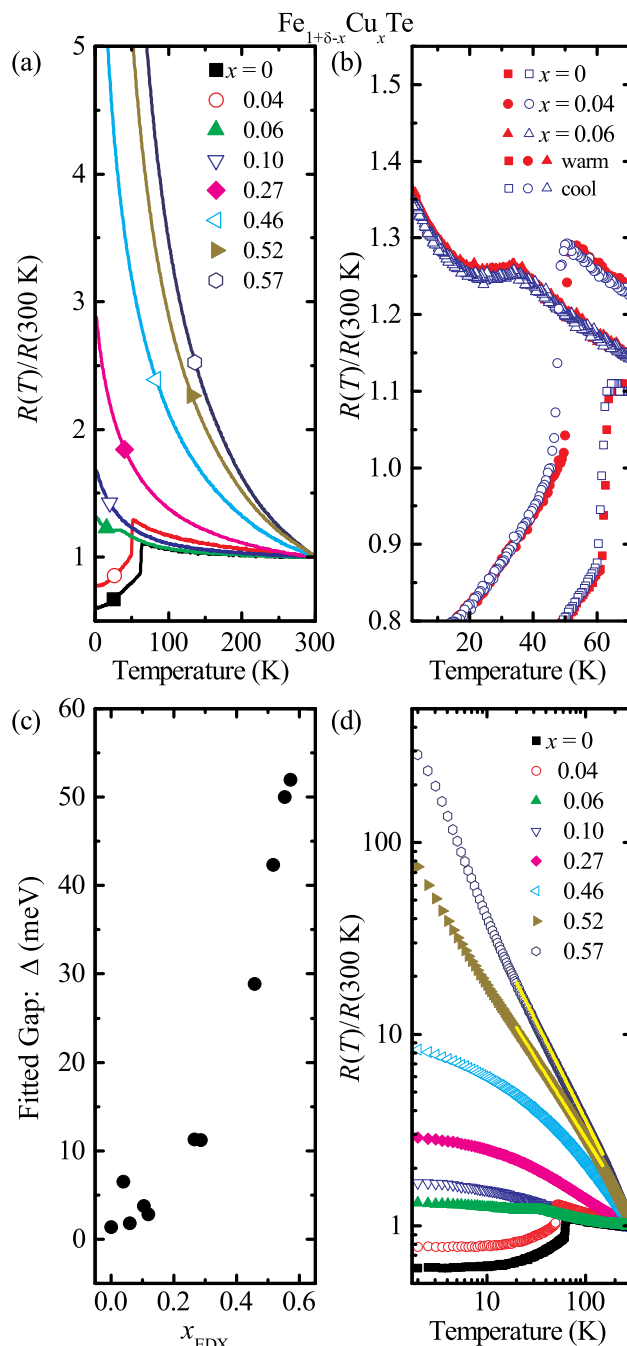 Fe1+δ-xCuxTe
(a)
x = 0
0.04
0.06
0.10
0.27
0.46
0.52
0.57
5
4
3
2
1
R(T)/R(300 K)
0 100 200 300
Temperature (K)
(b)
x = 0
x = 0.04
x = 0.06
warm
cool
1.5
1.4
1.3
1.2
1.1
1.0
0.9
0.8
R(T)/R(300 K)
20 40 60
Temperature (K)
(c)
60
50
40
30
20
10
0
Fitted Gap: Δ (meV)
0.0 0.2 0.4 0.6
xEDX
(d)
x = 0
0.04
0.06
0.10
0.27
0.46
0.52
0.57
100
10
1
R(T)/R(300 K)
10 100
Temperature (K)